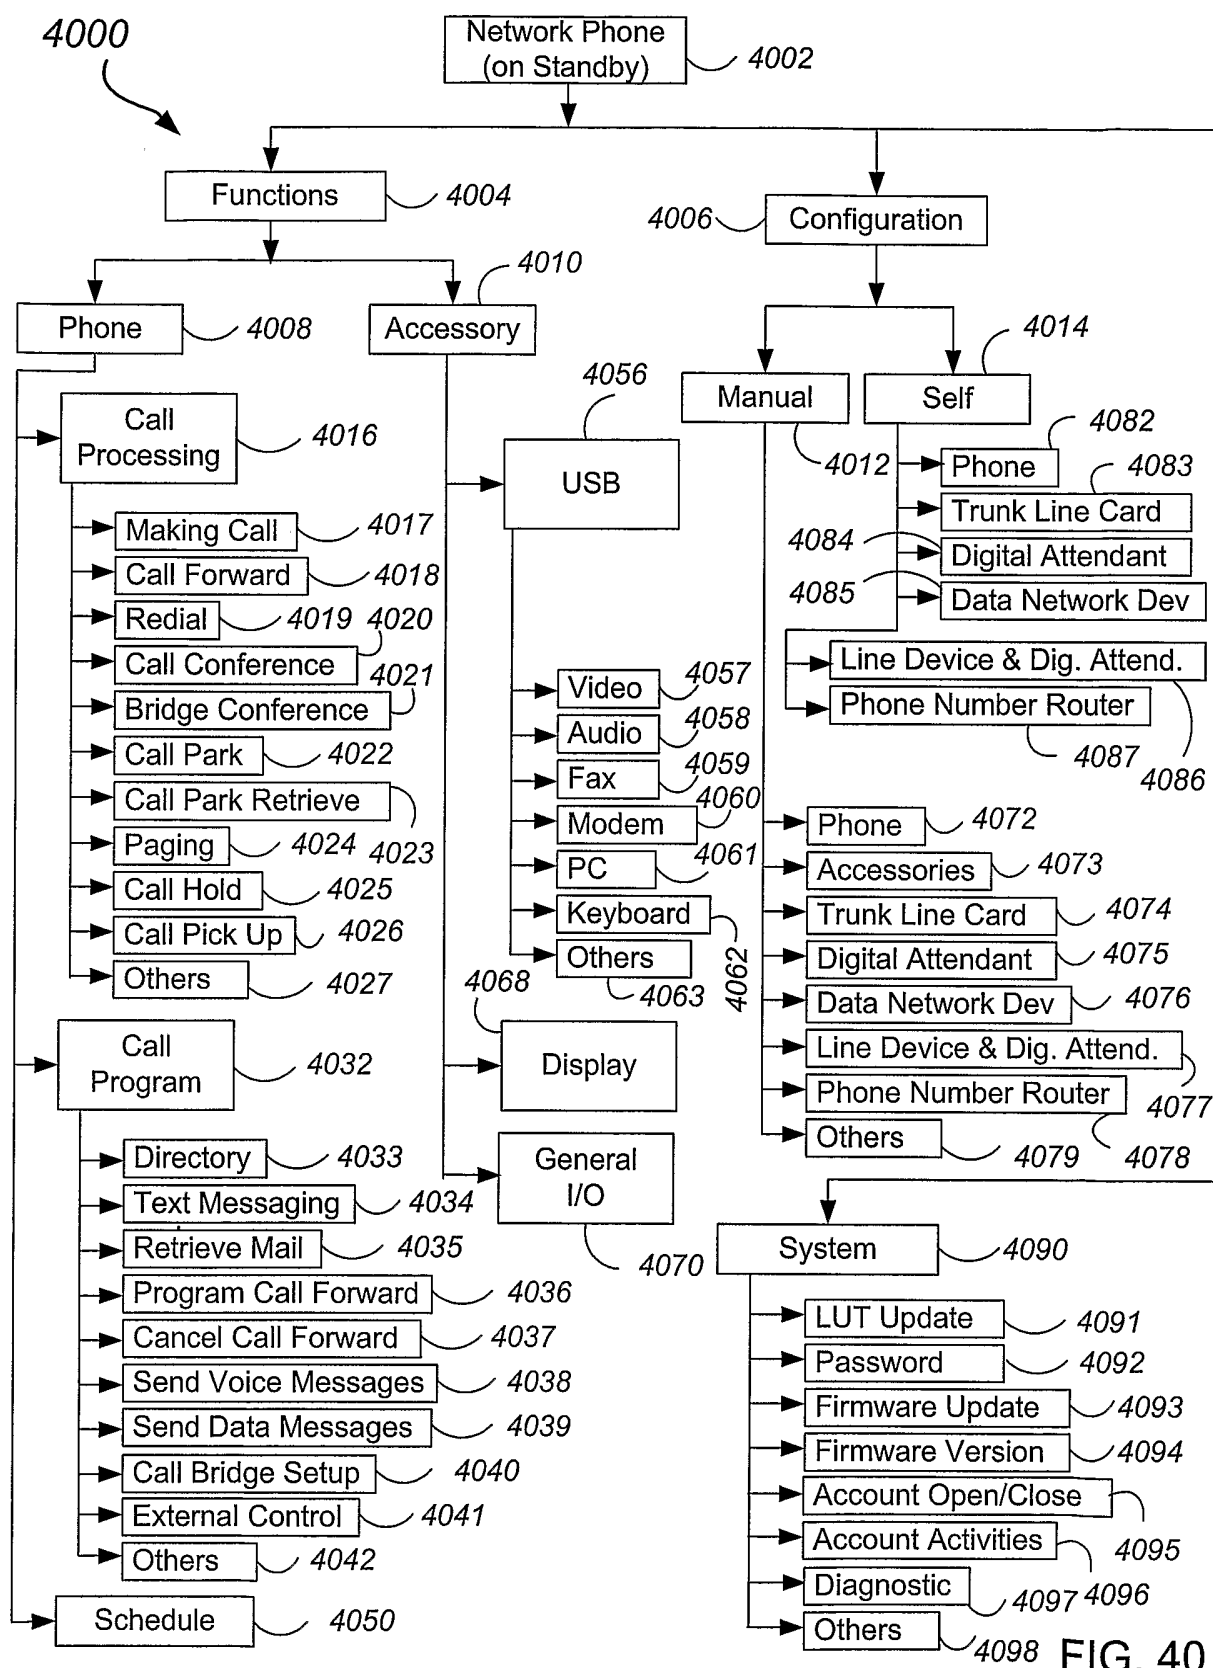 4000
Network Phone
(on Standby)
4002
Functions
4004
4006
Configuration
Phone
4008
4010
Accessory
4014
Manual
4012
Self
Call
Processing
4016
Making Call
4017
Call Forward
4018
Redial
4019
4020
Call Conference
4021
Bridge Conference
Call Park
4022
Call Park Retrieve
4023
Paging
4024
Call Hold
4025
Call Pick Up
4026
Others
4027
Call
Program
4032
Directory
4033
Text Messaging
4034
Retrieve Mail
4035
Program Call Forward
4036
Cancel Call Forward
4037
Send Voice Messages
4038
Send Data Messages
4039
Call Bridge Setup
4040
External Control
4041
Others
4042
Schedule
4050
4056
USB
Video
4057
Audio
4058
Fax
4059
Modem
4060
PC
4061
Keyboard
4062
Others
4063
4068
Display
General
I/O
4070
4082
Phone
4083
Trunk Line Card
4084
Digital Attendant
4085
Data Network Dev
Line Device & Dig. Attend.
4086
Phone Number Router
4087
Phone
4072
Accessories
4073
Trunk Line Card
4074
Digital Attendant
4075
Data Network Dev
4076
Line Device & Dig. Attend.
4077
Phone Number Router
4078
Others
4079
System
4090
LUT Update
4091
Password
4092
Firmware Update
4093
Firmware Version
4094
Account Open/Close
4095
Account Activities
4096
Diagnostic
4097
Others
4098
FIG. 40